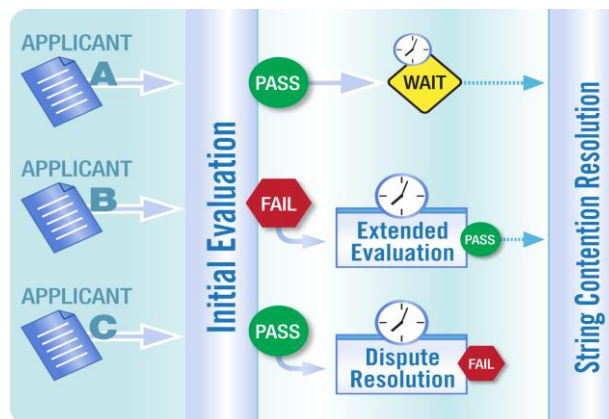 APPLICANT
A
PASS
WAIT
APPLICANT
B
FAIL
Extended
Evaluation
PASS
APPLICANT
C
PASS
Dispute
Resolution
FAIL
Initial Evaluation
String Contention Resolution